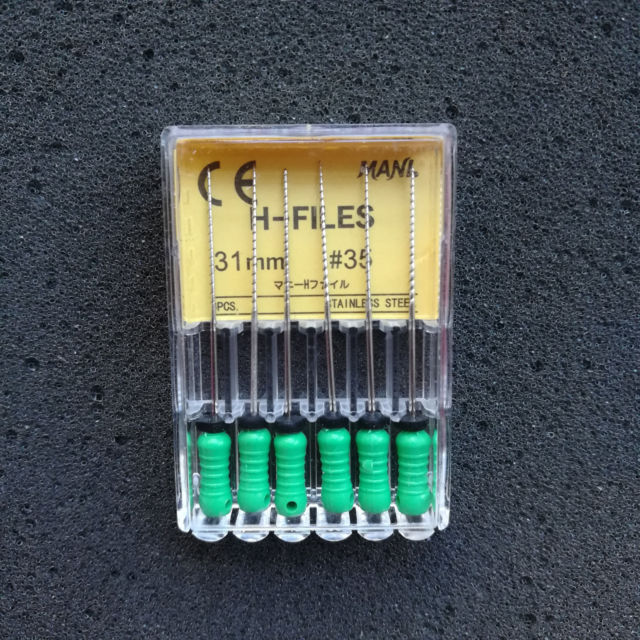 CE MANI
H-FILES
31mm #35
マニーHファイル
PCS. STAINLESS STEEL